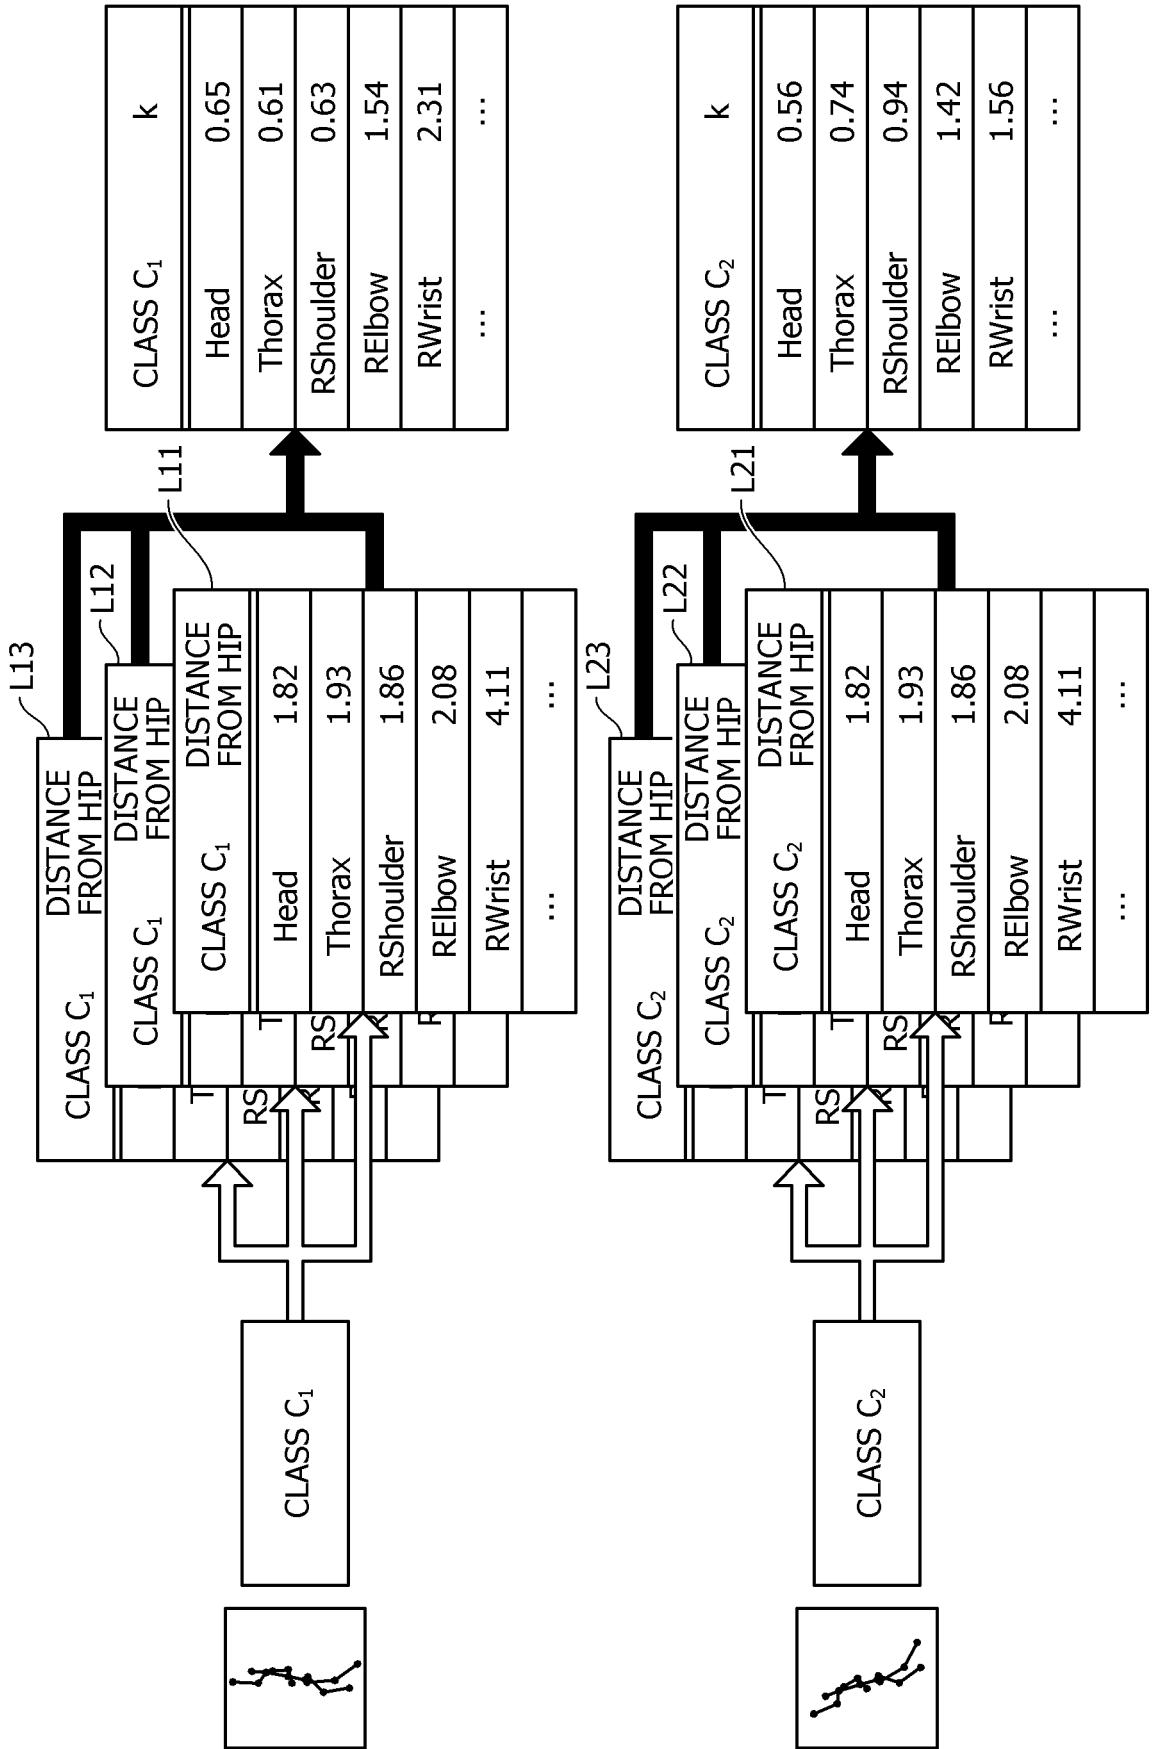 CLASS C₁
L13
CLASS C₁ DISTANCE
FROM HIP
T
RS
L12
CLASS C₁ DISTANCE
FROM HIP
T
RS
R
R
L11
CLASS C₁ DISTANCE
FROM HIP
Head 1.82
Thorax 1.93
RShoulder 1.86
RElbow 2.08
RWrist 4.11
... ...
CLASS C₁ k
Head 0.65
Thorax 0.61
RShoulder 0.63
RElbow 1.54
RWrist 2.31
... ...
CLASS C₂
L23
CLASS C₂ DISTANCE
FROM HIP
T
RS
L22
CLASS C₂ DISTANCE
FROM HIP
T
RS
R
R
L21
CLASS C₂ DISTANCE
FROM HIP
Head 1.82
Thorax 1.93
RShoulder 1.86
RElbow 2.08
RWrist 4.11
... ...
CLASS C₂ k
Head 0.56
Thorax 0.74
RShoulder 0.94
RElbow 1.42
RWrist 1.56
... ...